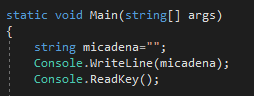 static void Main(string[] args)
{
string micadena="";
Console.WriteLine(micadena);
Console.ReadKey();